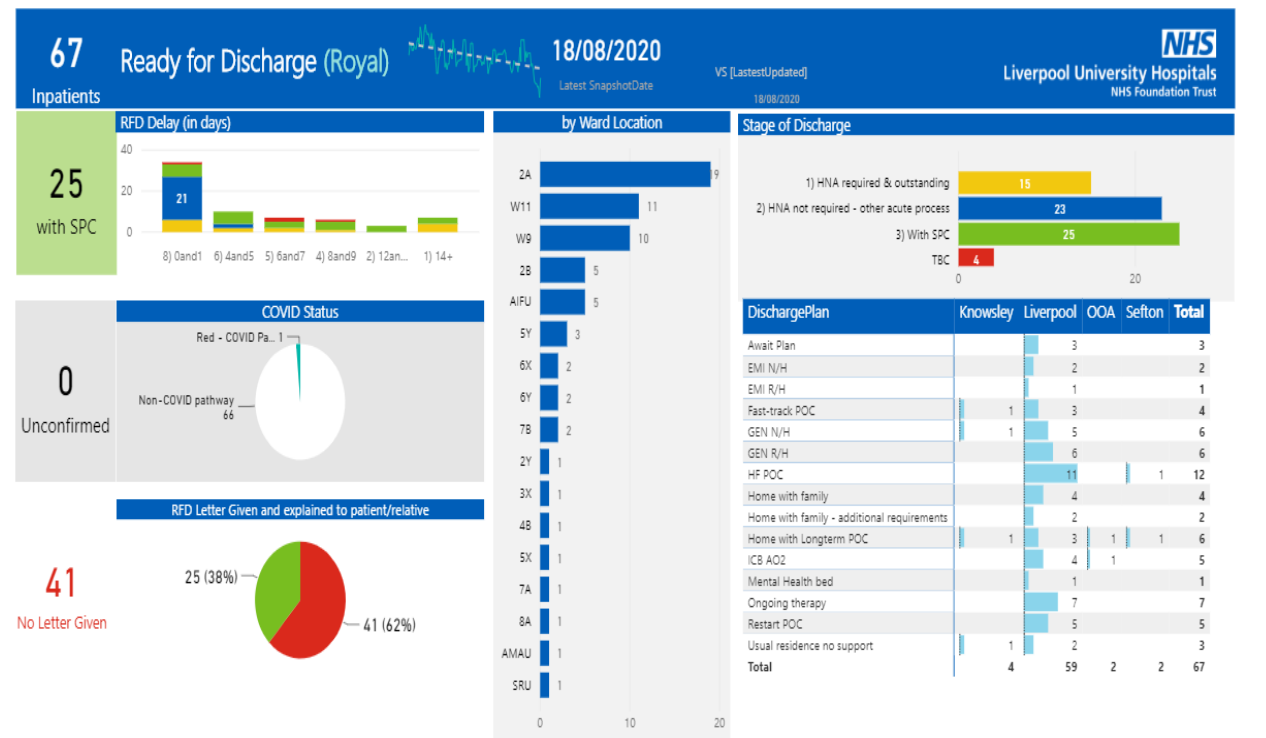 67
Inpatients
Ready for Discharge (Royal)
18/08/2020
Latest SnapshotDate
VS [LastestUpdated]
18/08/2020
NHS
Liverpool University Hospitals
NHS Foundation Trust
25
with SPC
RFD Delay (in days)
40
20
0
21
8) 0and1 6) 4and5 5) 6and7 4) 8and9 2) 12an... 1) 14+
0
Unconfirmed
COVID Status
Red - COVID Pa... 1
Non-COVID pathway
66
41
No Letter Given
RFD Letter Given and explained to patient/relative
25 (38%)
41 (62%)
by Ward Location
2A 19
W11 11
W9 10
2B 5
AIFU 5
5Y 3
6X 2
6Y 2
7B 2
2Y 1
3X 1
4B 1
5X 1
7A 1
8A 1
AMAU 1
SRU 1
0 10 20
Stage of Discharge
1) HNA required & outstanding 15
2) HNA not required - other acute process 23
3) With SPC 25
TBC 4
0 20
DischargePlan Knowsley Liverpool OOA Sefton Total
Await Plan 3 3
EMI N/H 2 2
EMI R/H 1 1
Fast-track POC 1 3 4
GEN N/H 1 5 6
GEN R/H 6 6
HF POC 11 1 12
Home with family 4 4
Home with family - additional requirements 2 2
Home with Longterm POC 1 3 1 1 6
ICB AO2 4 1 5
Mental Health bed 1 1
Ongoing therapy 7 7
Restart POC 5 5
Usual residence no support 1 2 3
Total 4 59 2 2 67